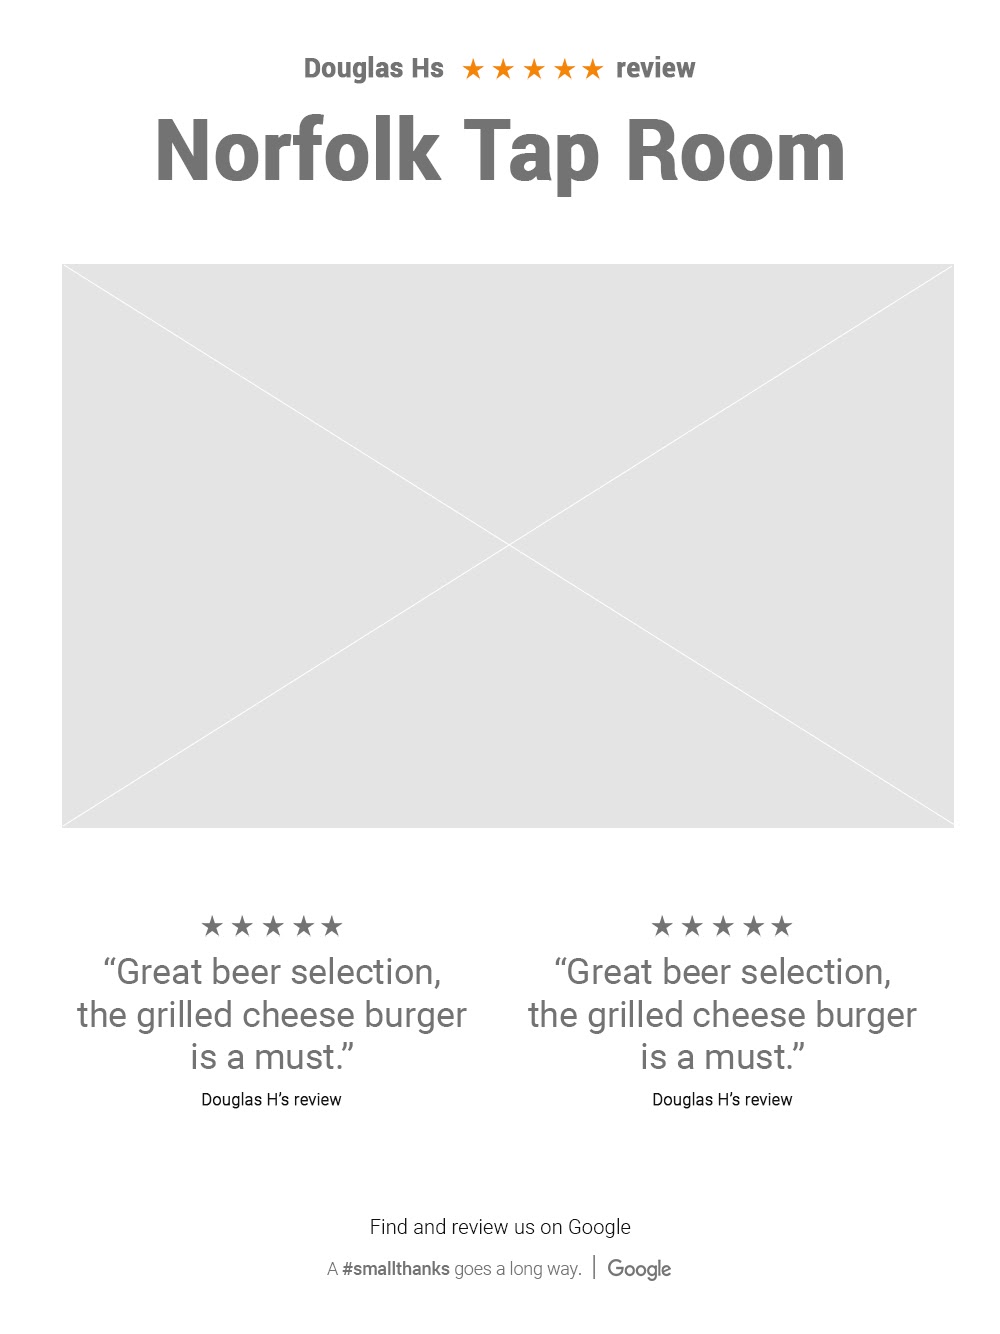 Douglas Hs ★ ★ ★ ★ ★ review
Norfolk Tap Room
★ ★ ★ ★ ★
“Great beer selection,
the grilled cheese burger
is a must.”
Douglas H’s review
★ ★ ★ ★ ★
“Great beer selection,
the grilled cheese burger
is a must.”
Douglas H’s review
Find and review us on Google
A #smallthanks goes a long way. | Google